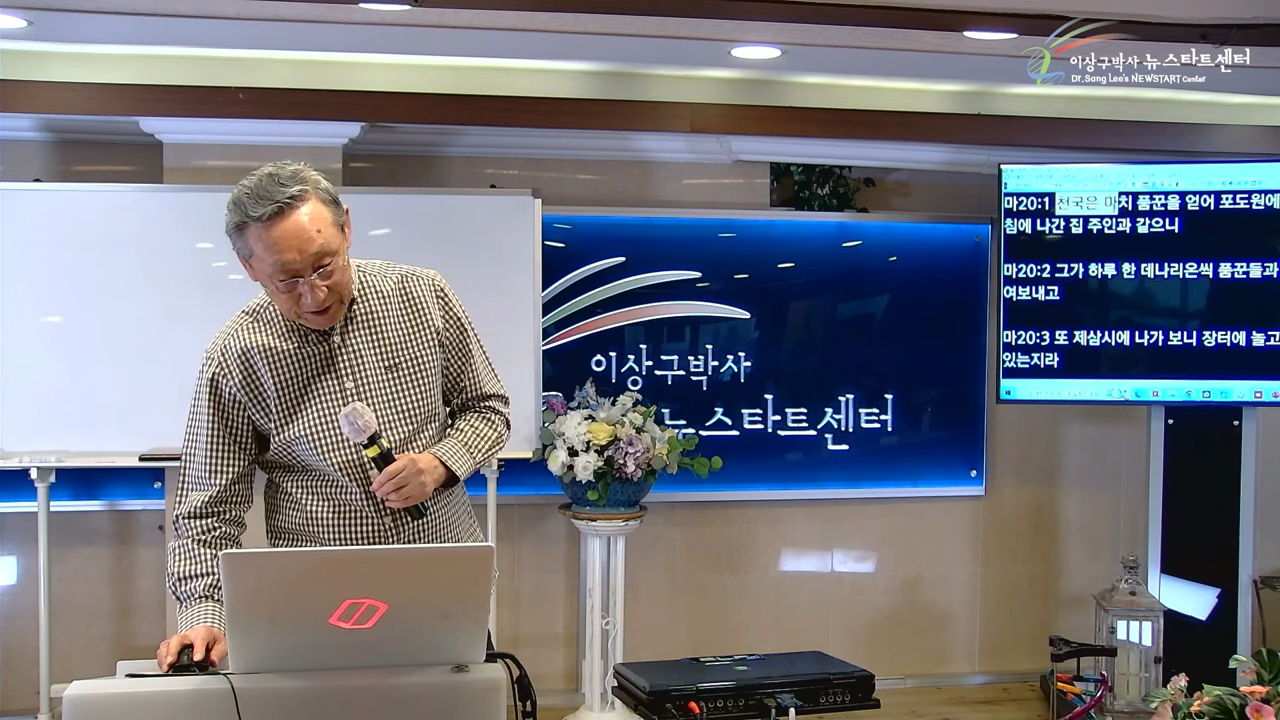 이상구박사 뉴스타트센터
Dr. Sang Lee's NEWSTART Center
마20:1 천국은 마치 품꾼을 얻어 포도원에
침에 나간 집 주인과 같으니
마20:2 그가 하루 한 데나리온씩 품꾼들과
여보내고
마20:3 또 제삼시에 나가 보니 장터에 놀고
있는지라
이상구박사
뉴스타트센터